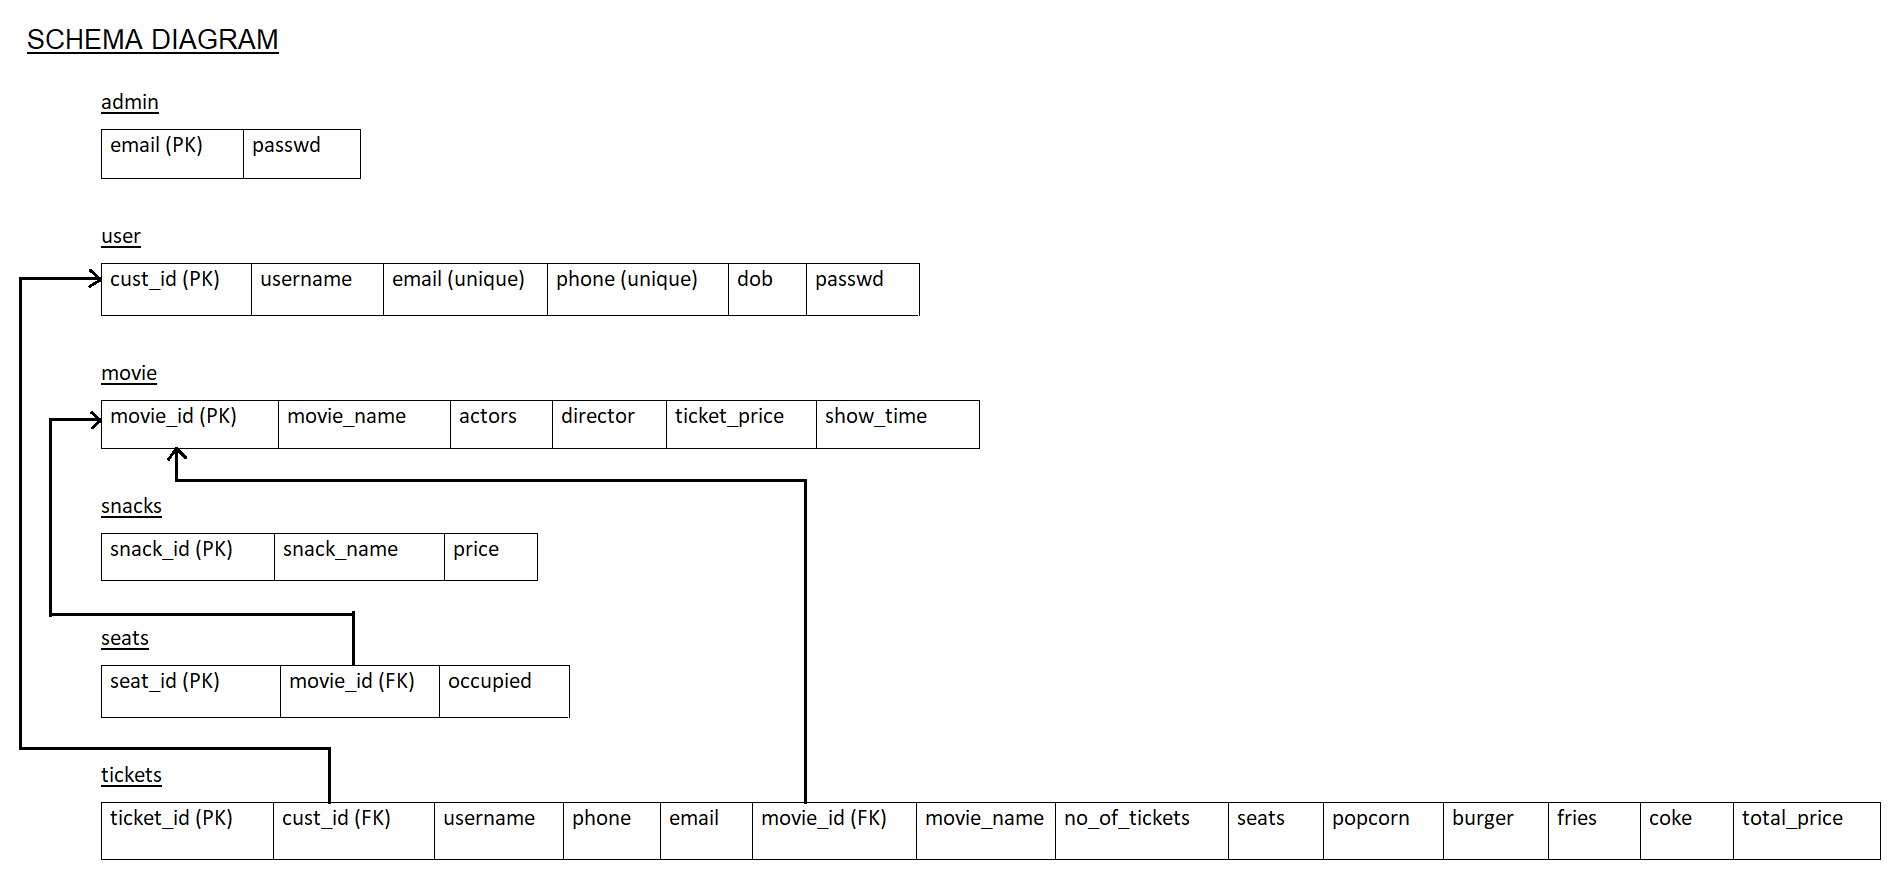 SCHEMA DIAGRAM
admin
email (PK) passwd
user
cust_id (PK) username email (unique) phone (unique) dob passwd
movie
movie_id (PK) movie_name actors director ticket_price show_time
snacks
snack_id (PK) snack_name price
seats
seat_id (PK) movie_id (FK) occupied
tickets
ticket_id (PK) cust_id (FK) username phone email movie_id (FK) movie_name no_of_tickets seats popcorn burger fries coke total_price